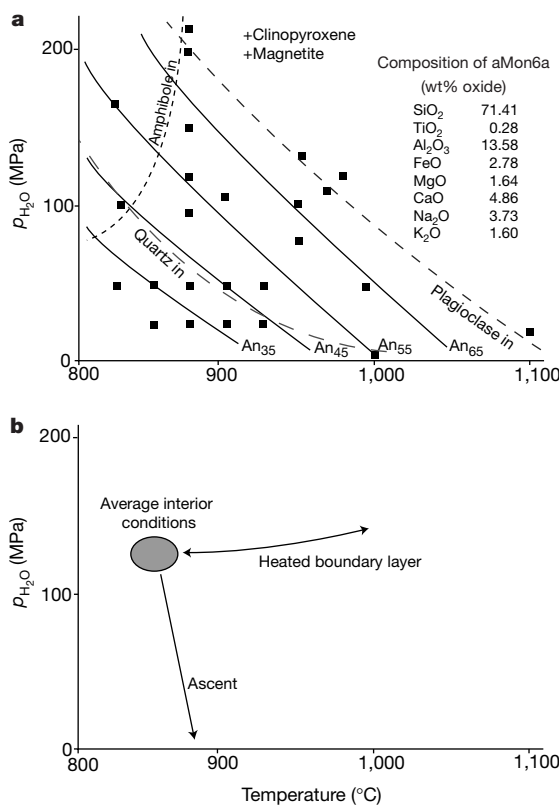 a
200
100
0
pH2O (MPa)
+Clinopyroxene
+Magnetite
Amphibole in
Quartz in
Plagioclase in
An35
An45
An55
An65
Composition of aMon6a
(wt% oxide)
SiO2 71.41
TiO2 0.28
Al2O3 13.58
FeO 2.78
MgO 1.64
CaO 4.86
Na2O 3.73
K2O 1.60
800 900 1,000 1,100
b
200
100
0
pH2O (MPa)
Average interior
conditions
Heated boundary layer
Ascent
800 900 1,000 1,100
Temperature (°C)